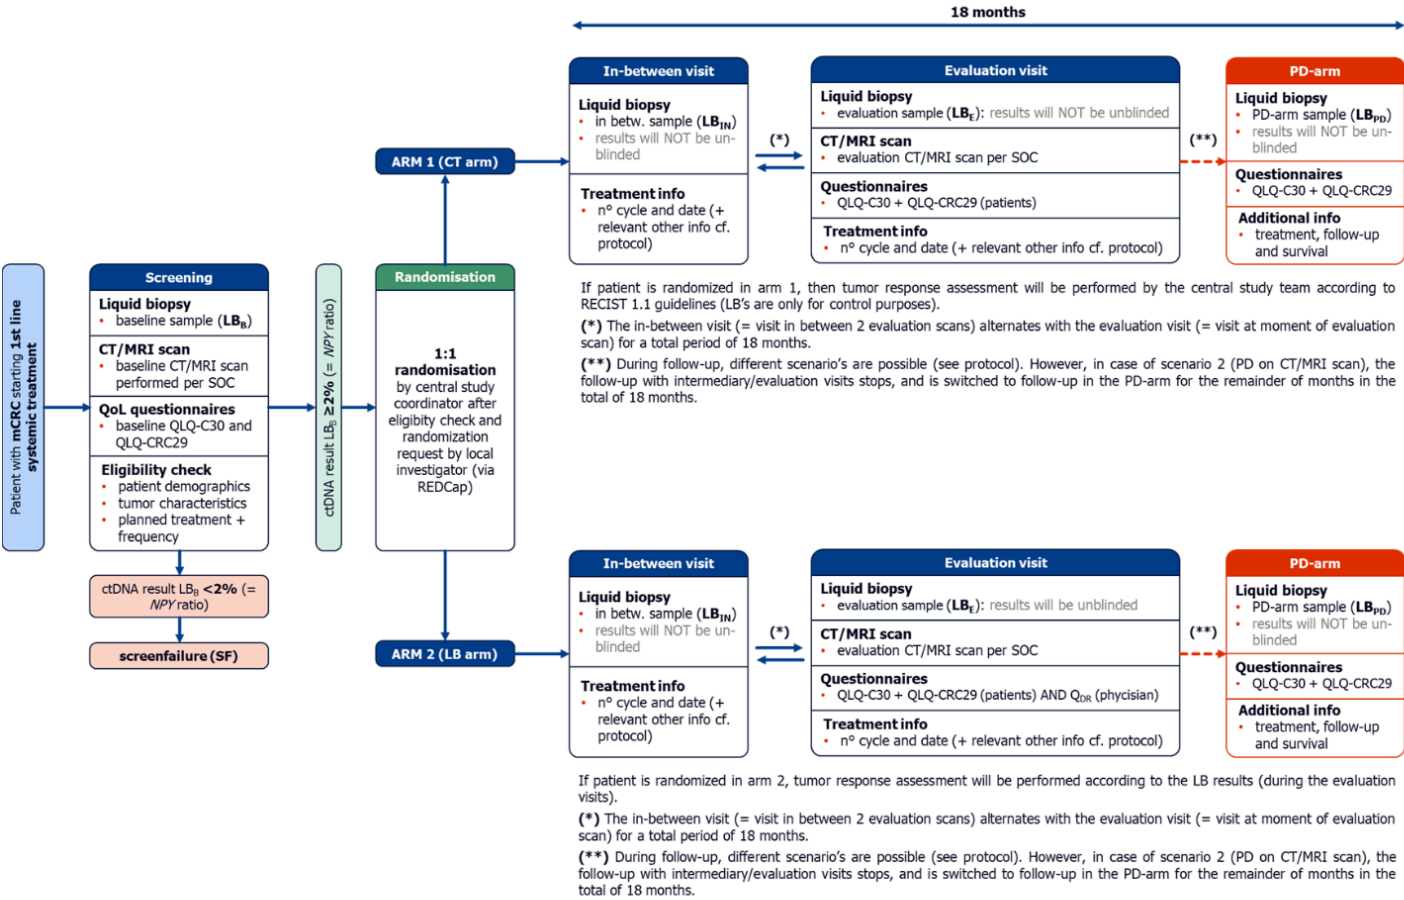 18 months
Patient with mCRC starting 1st line
systemic treatment
Screening
Liquid biopsy
• baseline sample (LBB)
CT/MRI scan
• baseline CT/MRI scan
performed per SOC
QoL questionnaires
• baseline QLQ-C30 and
QLQ-CRC29
Eligibility check
• patient demographics
• tumor characteristics
• planned treatment +
frequency
ctDNA result LBB <2% (=
NPY ratio)
screenfailure (SF)
ctDNA result LBB ≥2% (= NPY ratio)
ARM 1 (CT arm)
Randomisation
1:1
randomisation
by central study
coordinator after
eligibity check and
randomization
request by local
investigator (via
REDCap)
ARM 2 (LB arm)
In-between visit
Liquid biopsy
• in betw. sample (LBIN)
• results will NOT be un-
blinded
Treatment info
• n° cycle and date (+
relevant other info cf.
protocol)
(*)
Evaluation visit
Liquid biopsy
• evaluation sample (LBE): results will NOT be unblinded
CT/MRI scan
• evaluation CT/MRI scan per SOC
Questionnaires
• QLQ-C30 + QLQ-CRC29 (patients)
Treatment info
• n° cycle and date (+ relevant other info cf. protocol)
(**)
PD-arm
Liquid biopsy
• PD-arm sample (LBPD)
• results will NOT be un-
blinded
Questionnaires
• QLQ-C30 + QLQ-CRC29
Additional info
• treatment, follow-up
and survival
If patient is randomized in arm 1, then tumor response assessment will be performed by the central study team according to
RECIST 1.1 guidelines (LB's are only for control purposes).
(*) The in-between visit (= visit in between 2 evaluation scans) alternates with the evaluation visit (= visit at moment of evaluation
scan) for a total period of 18 months.
(**) During follow-up, different scenario's are possible (see protocol). However, in case of scenario 2 (PD on CT/MRI scan), the
follow-up with intermediary/evaluation visits stops, and is switched to follow-up in the PD-arm for the remainder of months in the
total of 18 months.
In-between visit
Liquid biopsy
• in betw. sample (LBIN)
• results will NOT be un-
blinded
Treatment info
• n° cycle and date (+
relevant other info cf.
protocol)
(*)
Evaluation visit
Liquid biopsy
• evaluation sample (LBE): results will be unblinded
CT/MRI scan
• evaluation CT/MRI scan per SOC
Questionnaires
• QLQ-C30 + QLQ-CRC29 (patients) AND QDR (phycisian)
Treatment info
• n° cycle and date (+ relevant other info cf. protocol)
(**)
PD-arm
Liquid biopsy
• PD-arm sample (LBPD)
• results will NOT be un-
blinded
Questionnaires
• QLQ-C30 + QLQ-CRC29
Additional info
• treatment, follow-up
and survival
If patient is randomized in arm 2, tumor response assessment will be performed according to the LB results (during the evaluation
visits).
(*) The in-between visit (= visit in between 2 evaluation scans) alternates with the evaluation visit (= visit at moment of evaluation
scan) for a total period of 18 months.
(**) During follow-up, different scenario's are possible (see protocol). However, in case of scenario 2 (PD on CT/MRI scan), the
follow-up with intermediary/evaluation visits stops, and is switched to follow-up in the PD-arm for the remainder of months in the
total of 18 months.